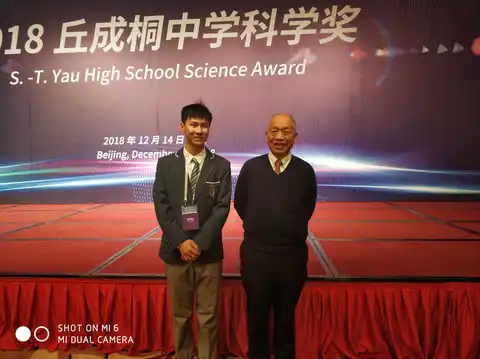 018 丘成桐中学科学奖
S. -T. Yau High School Science Award
2018 年 12 月 14 日
Beijing, Decem
SHOT ON MI 6
MI DUAL CAMERA